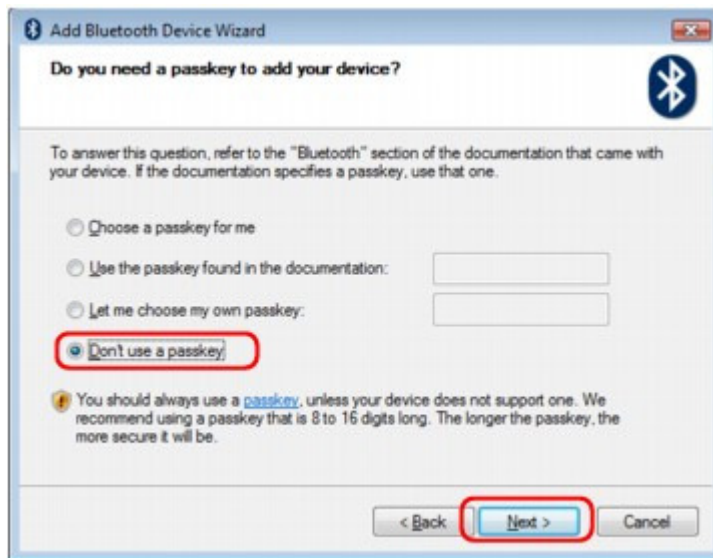 Add Bluetooth Device Wizard
Do you need a passkey to add your device?
To answer this question, refer to the "Bluetooth" section of the documentation that came with
your device. If the documentation specifies a passkey, use that one.
Choose a passkey for me
Use the passkey found in the documentation:
Let me choose my own passkey:
Don't use a passkey
You should always use a passkey, unless your device does not support one. We
recommend using a passkey that is 8 to 16 digits long. The longer the passkey, the
more secure it will be.
< Back Next > Cancel